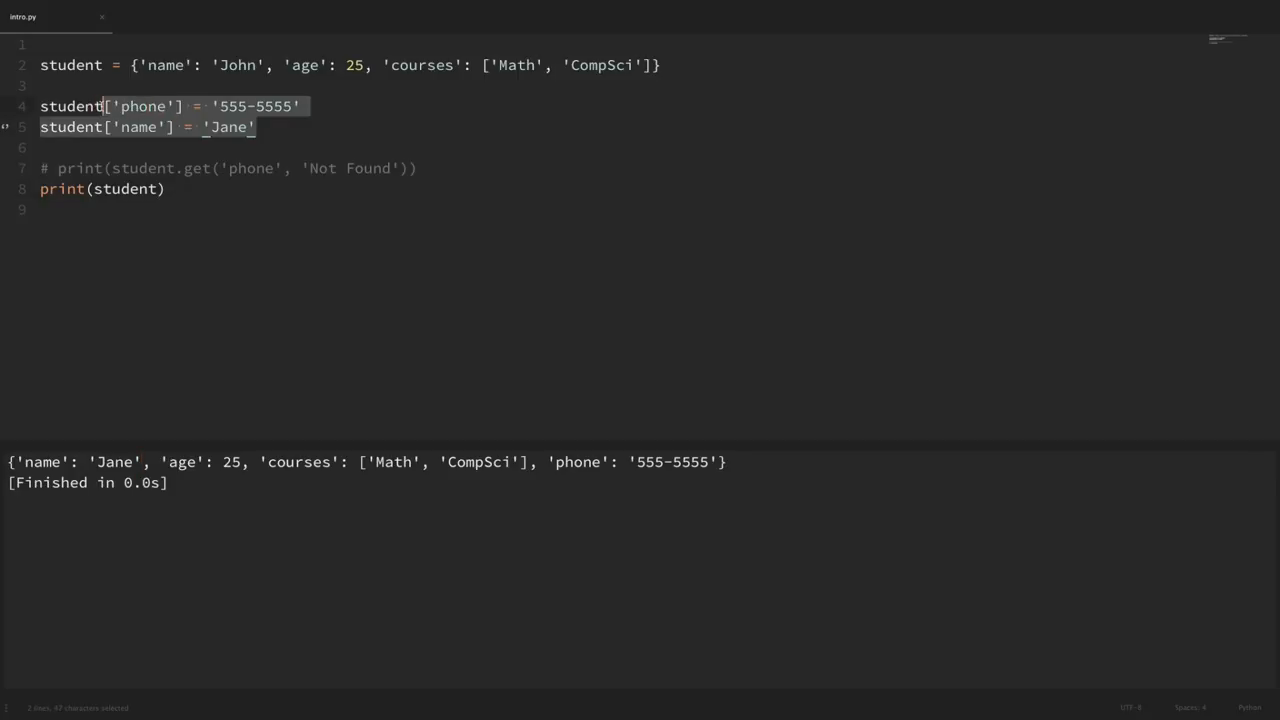 intro.py ×
1
2 student = {'name': 'John', 'age': 25, 'courses': ['Math', 'CompSci']}
3
4 student['phone'] = '555-5555'
5 student['name'] = 'Jane'
6
7 # print(student.get('phone', 'Not Found'))
8 print(student)
9
{'name': 'Jane', 'age': 25, 'courses': ['Math', 'CompSci'], 'phone': '555-5555'}
[Finished in 0.0s]
2 lines, 47 characters selected UTF-8 Spaces: 4 Python